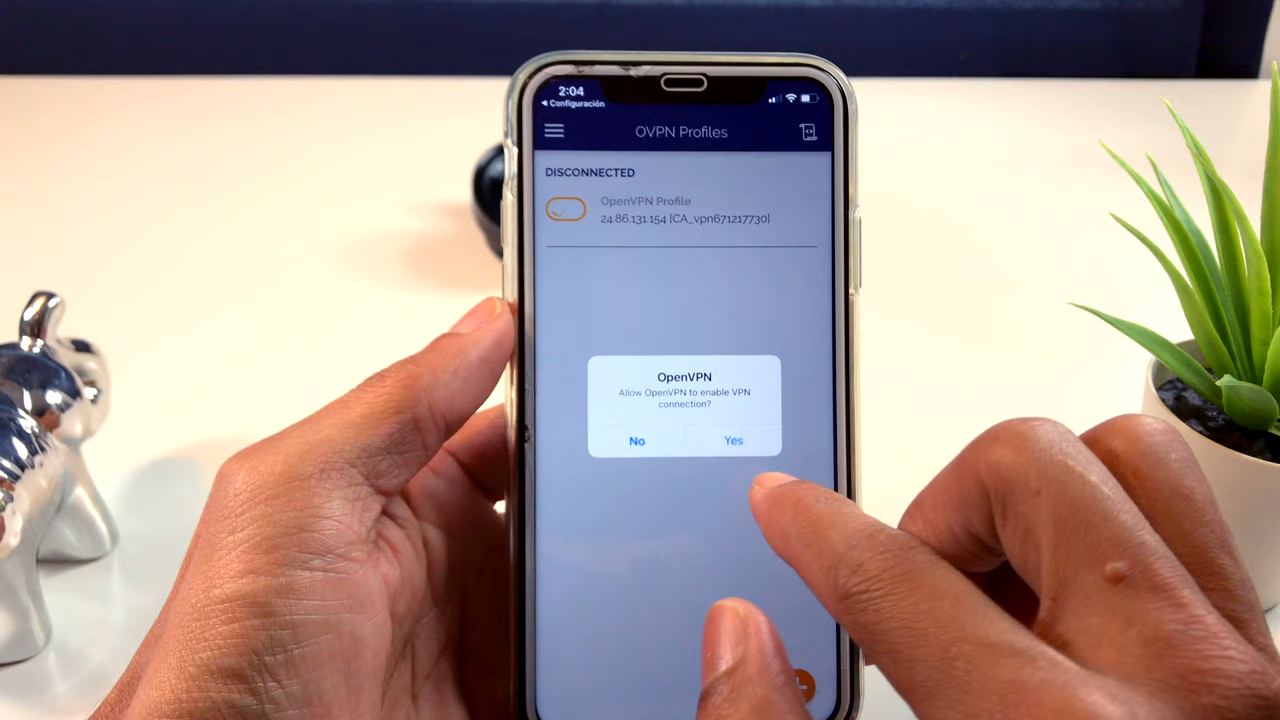 2:04
◀ Configuración
OVPN Profiles
DISCONNECTED
OpenVPN Profile
24.86.131.154 [CA_vpn671217730]
OpenVPN
Allow OpenVPN to enable VPN
connection?
No
Yes